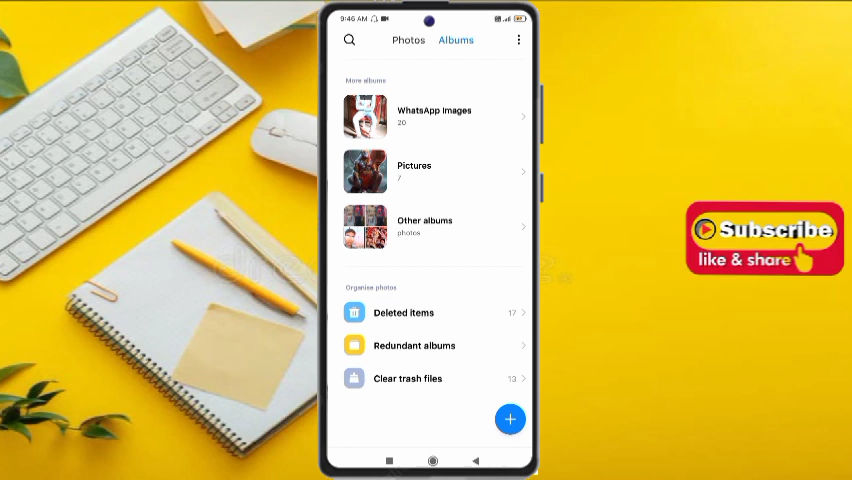 9:46 AM
Photos Albums
More albums
WhatsApp Images
20
Pictures
7
Other albums
photos
Organise photos
Deleted items 17
Redundant albums
Clear trash files 13
Subscribe
like & share